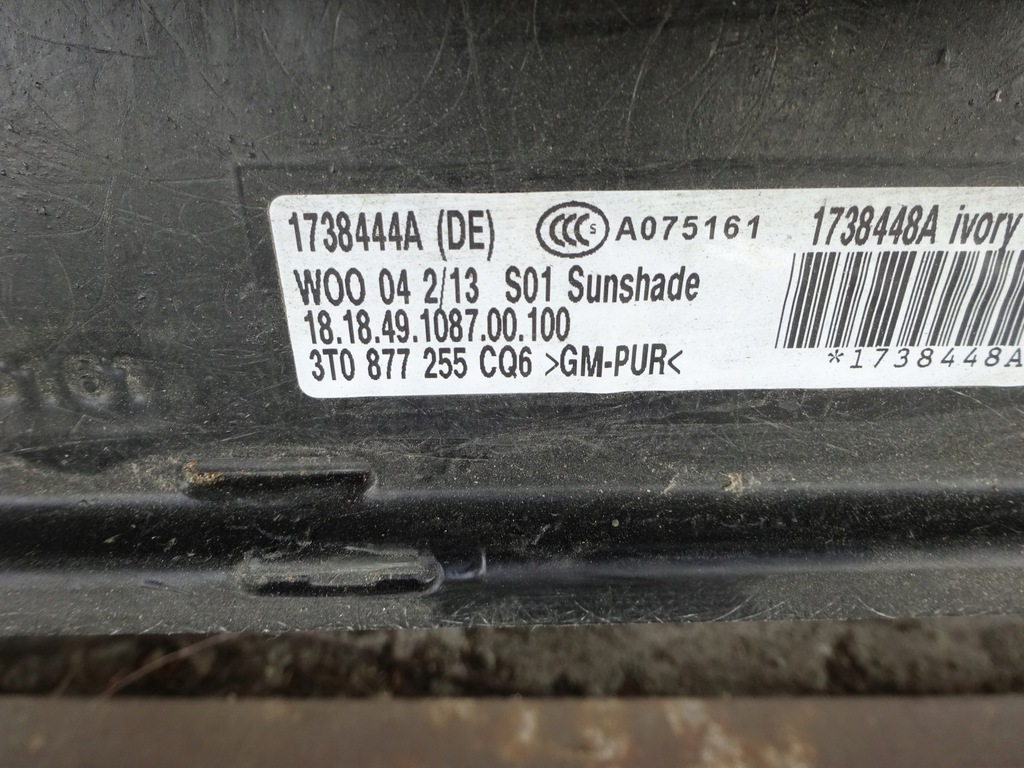 1738444A (DE) CCC S A075161 1738448A ivory
WOO 04 2/13 S01 Sunshade
18.18.49.1087.00.100
3T0 877 255 CQ6 >GM-PUR< *1738448A